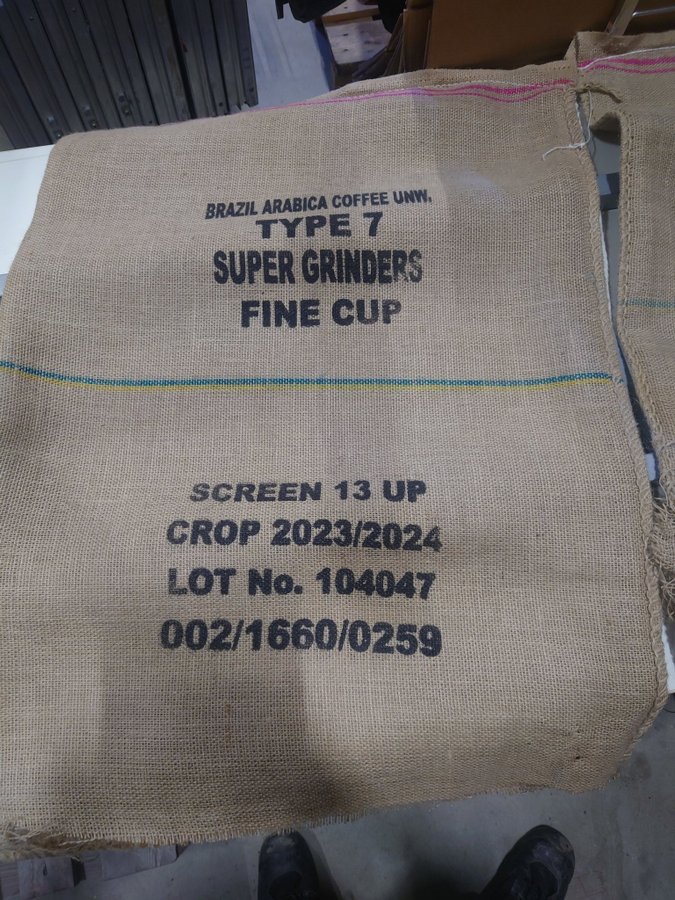 BRAZIL ARABICA COFFEE UNW.
TYPE 7
SUPER GRINDERS
FINE CUP
SCREEN 13 UP
CROP 2023/2024
LOT No. 104047
002/1660/0259